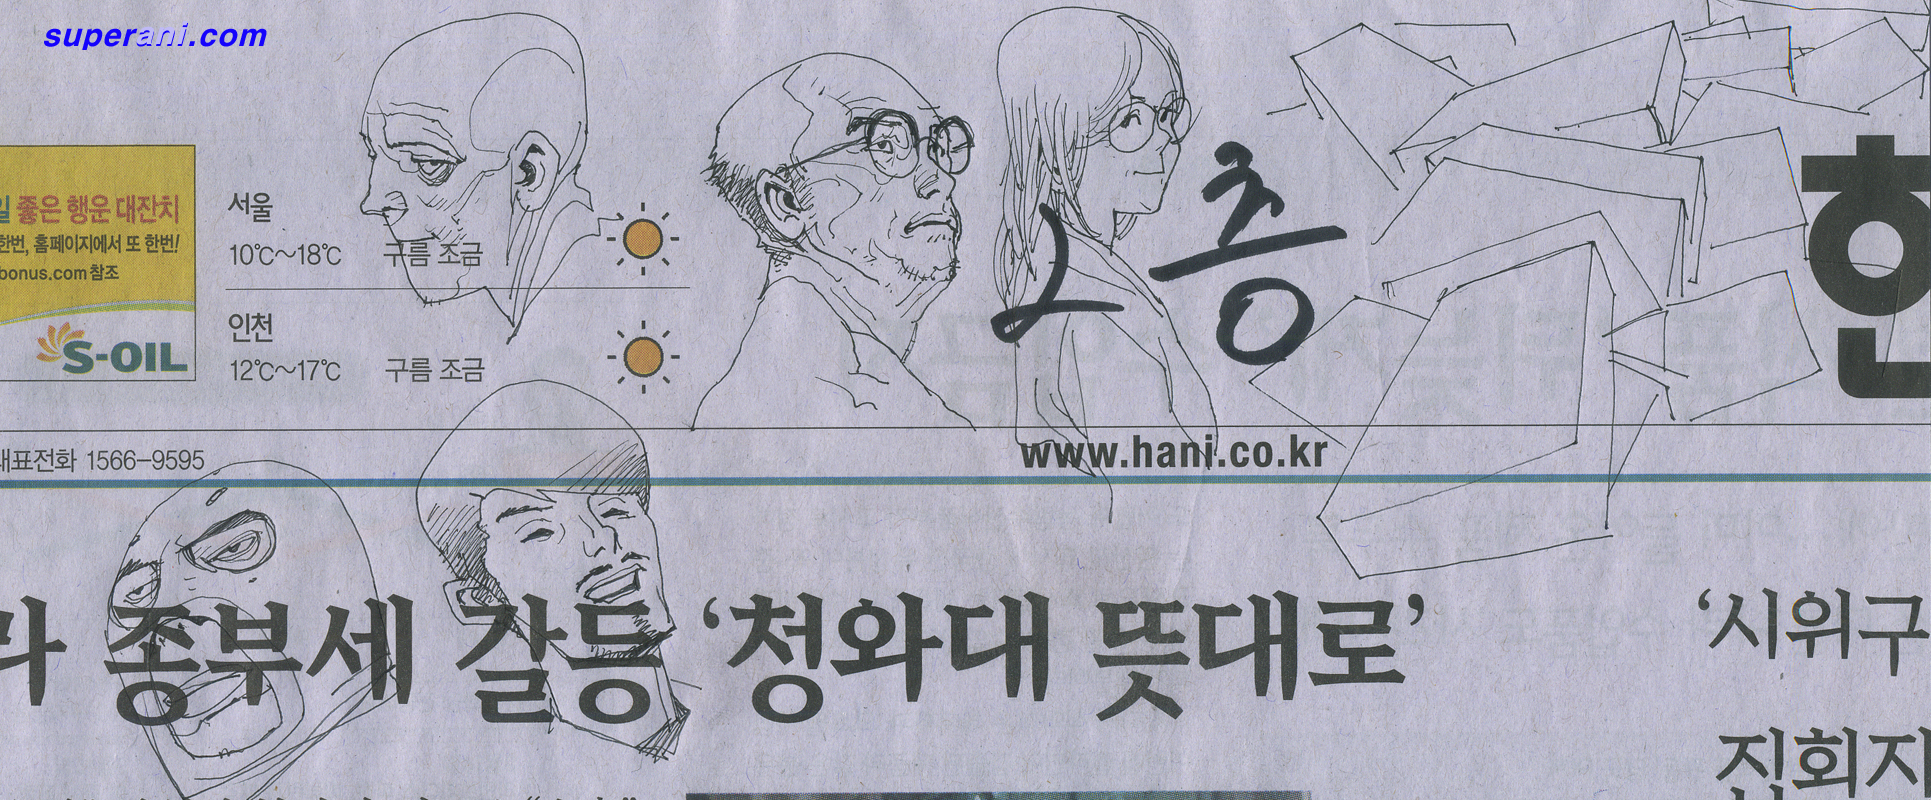 superani.com
일 좋은 행운 대잔치
한번, 홈페이지에서 또 한번!
bonus.com 참조
S-OIL
서울
10℃~18℃ 구름 조금
인천
12℃~17℃ 구름 조금
2층
한
대표전화 1566-9595
www.hani.co.kr
라 종부세 갈등 ‘청와대 뜻대로’
‘시위구
집회지